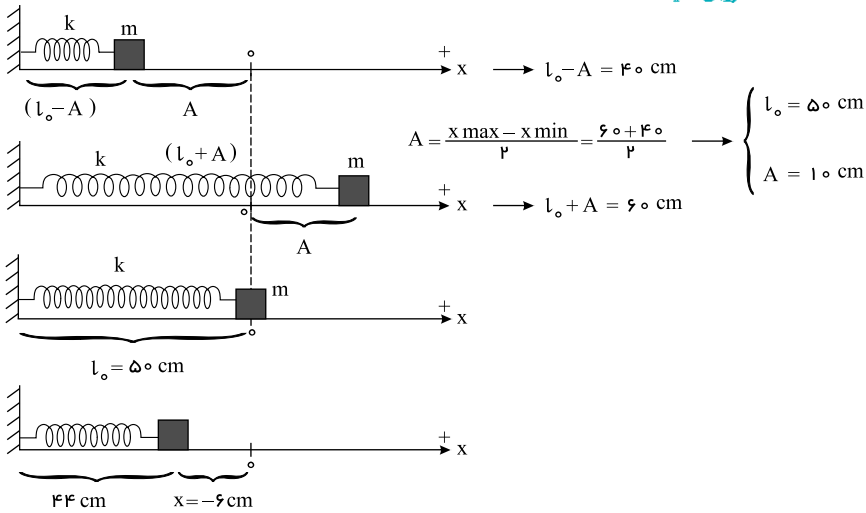 k
m
+
x
l₀ – A = ۴۰ cm
(l₀ – A)
A
A = (x max – x min)/۲ = (۶۰ + ۴۰)/۲
l₀ = ۵۰ cm
A = ۱۰ cm
k
(l₀ + A)
m
+
x
l₀ + A = ۶۰ cm
A
k
m
+
x
l₀ = ۵۰ cm
+
x
۴۴ cm
x = –۶ cm